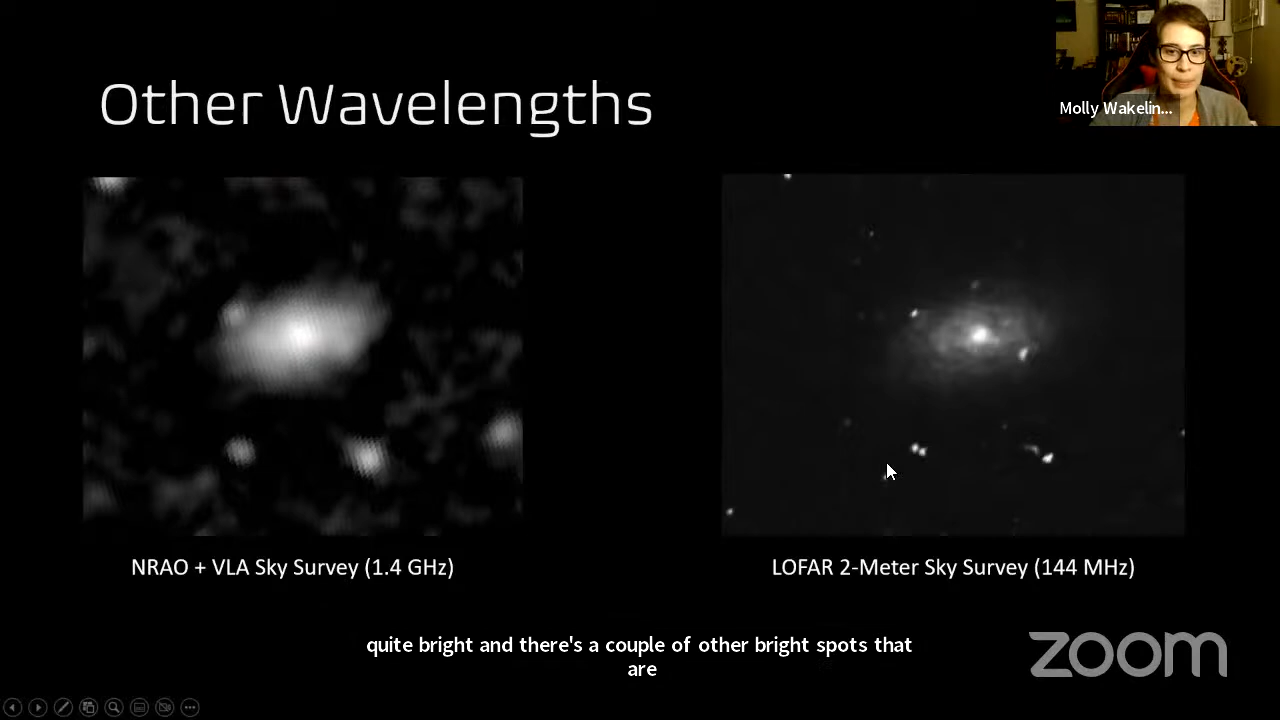 Other Wavelengths
Molly Wakelin...
NRAO + VLA Sky Survey (1.4 GHz)
LOFAR 2-Meter Sky Survey (144 MHz)
quite bright and there's a couple of other bright spots that
are
zoom